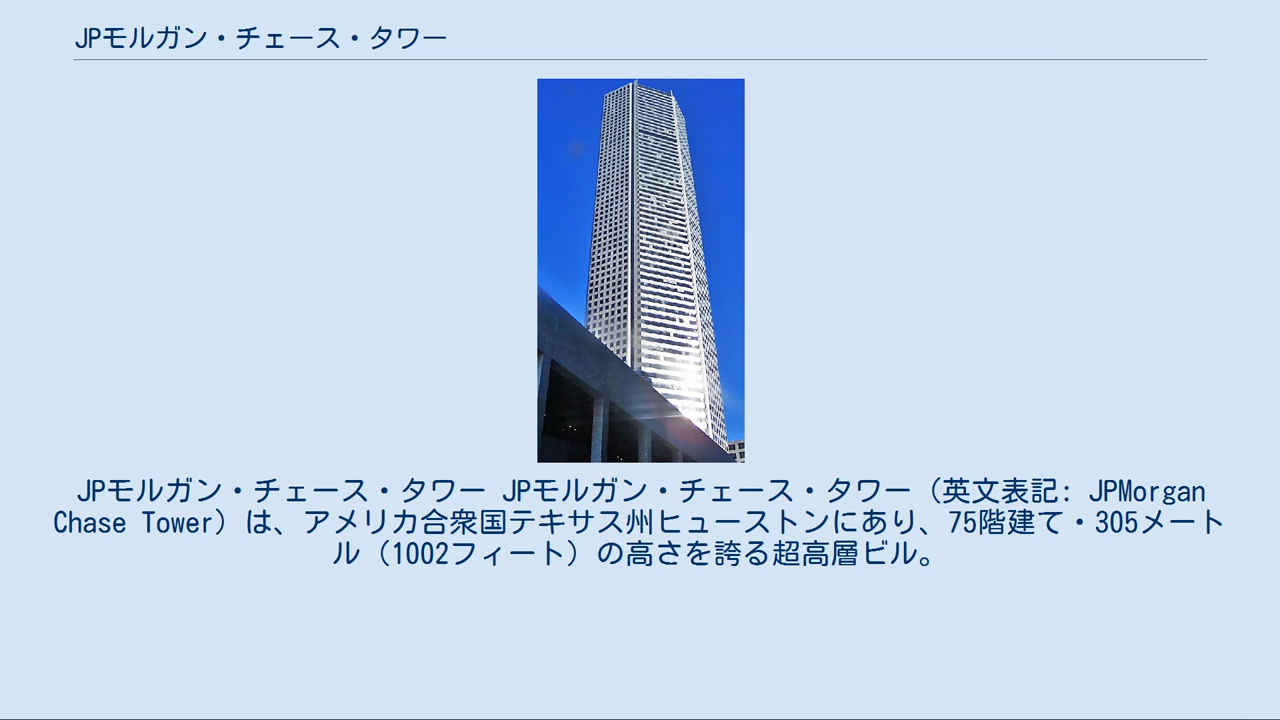 JPモルガン・チェース・タワー
JPモルガン・チェース・タワー JPモルガン・チェース・タワー（英文表記: JPMorgan
Chase Tower）は、アメリカ合衆国テキサス州ヒューストンにあり、75階建て・305メート
ル（1002フィート）の高さを誇る超高層ビル。